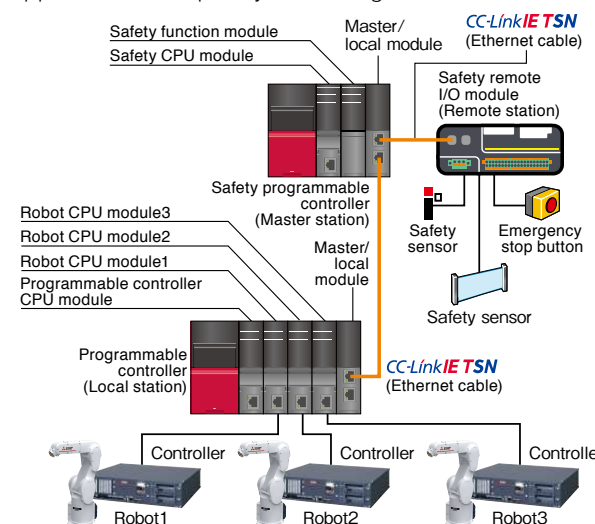 Safety function module
Safety CPU module
Master/
local module
CC-Link IE TSN
(Ethernet cable)
Safety remote
I/O module
(Remote station)
Safety programmable
controller
(Master station)
Safety
sensor
Emergency
stop button
Safety sensor
Robot CPU module3
Robot CPU module2
Robot CPU module1
Programmable controller
CPU module
Master/
local
module
Programmable
controller
(Local station)
CC-Link IE TSN
(Ethernet cable)
Controller
Controller
Controlle
Robot1
Robot2
Robot3